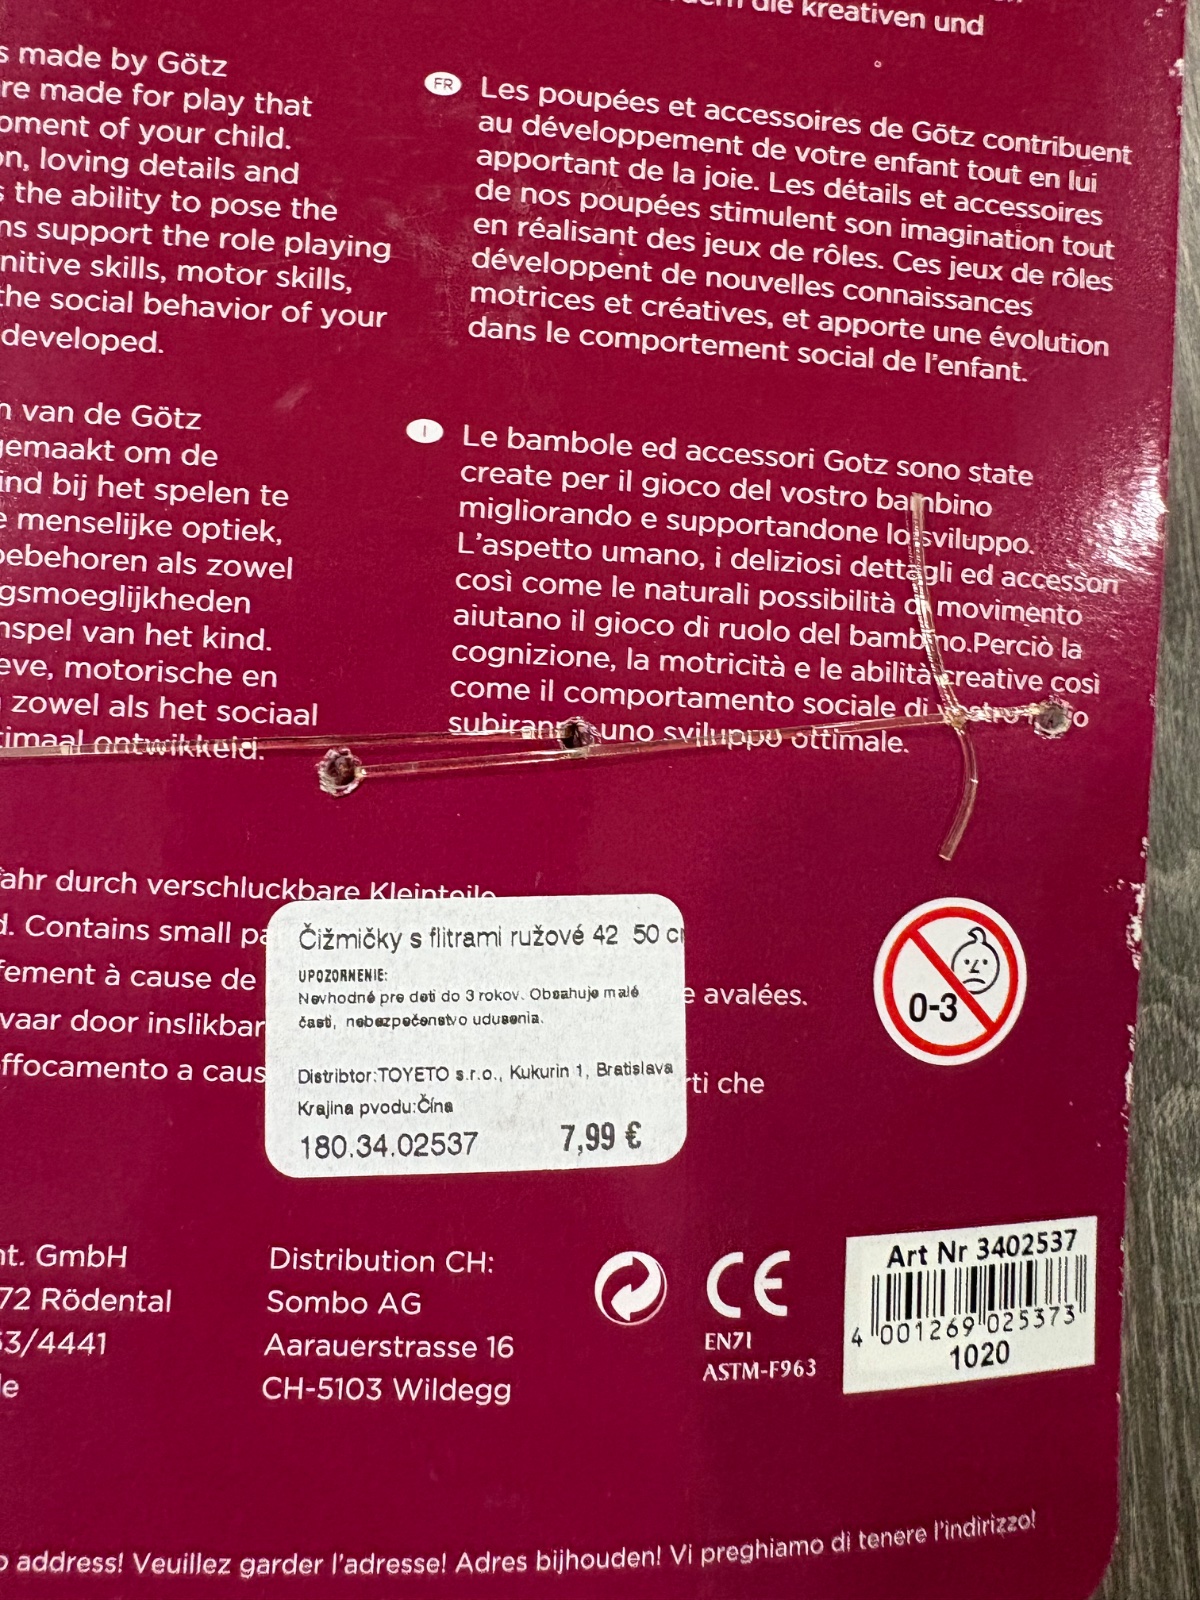 die kreativen und
s made by Götz
re made for play that
oment of your child.
on, loving details and
s the ability to pose the
ns support the role playing
nitive skills, motor skills,
the social behavior of your
developed.
FR
Les poupées et accessoires de Götz contribuent
au développement de votre enfant tout en lui
apportant de la joie. Les détails et accessoires
de nos poupées stimulent son imagination tout
en réalisant des jeux de rôles. Ces jeux de rôles
développent de nouvelles connaissances
motrices et créatives, et apporte une évolution
dans le comportement social de l'enfant.
n van de Götz
gemaakt om de
ind bij het spelen te
e menselijke optiek,
oebehoren als zowel
gsmoeglijkheden
nspel van het kind.
eve, motorische en
zowel als het sociaal
timaal ontwikkeld.
I
Le bambole ed accessori Gotz sono state
create per il gioco del vostro bambino
migliorando e supportandone lo sviluppo.
L'aspetto umano, i deliziosi dettagli ed accessori
così come le naturali possibilità di movimento
aiutano il gioco di ruolo del bambino.Perciò la
cognizione, la motricità e le abilità creative così
come il comportamento sociale di vostro
uno sviluppo ottimale.
fahr durch verschluckbare Kleinteile
d. Contains small pa
fement à cause de
e avalées.
vaar door inslikbar
ffocamento a caus
rti che
Čižmičky s flitrami ružové 42 50 c
UPOZORNENIE:
Nevhodné pre deti do 3 rokov. Obsahuje malé
časti, nebezpečenstvo udusenia.
Distribtor:TOYETO s.r.o., Kukurin 1, Bratislava
Krajina pvodu:Čína
180.34.02537 7,99 €
0-3
nt. GmbH
72 Rödental
53/4441
le
Distribution CH:
Sombo AG
Aarauerstrasse 16
CH-5103 Wildegg
CE
EN71
ASTM-F963
Art Nr 3402537
4 001269 025373
1020
o address! Veuillez garder l'adresse! Adres bijhouden! Vi preghiamo di tenere l'indirizzo!